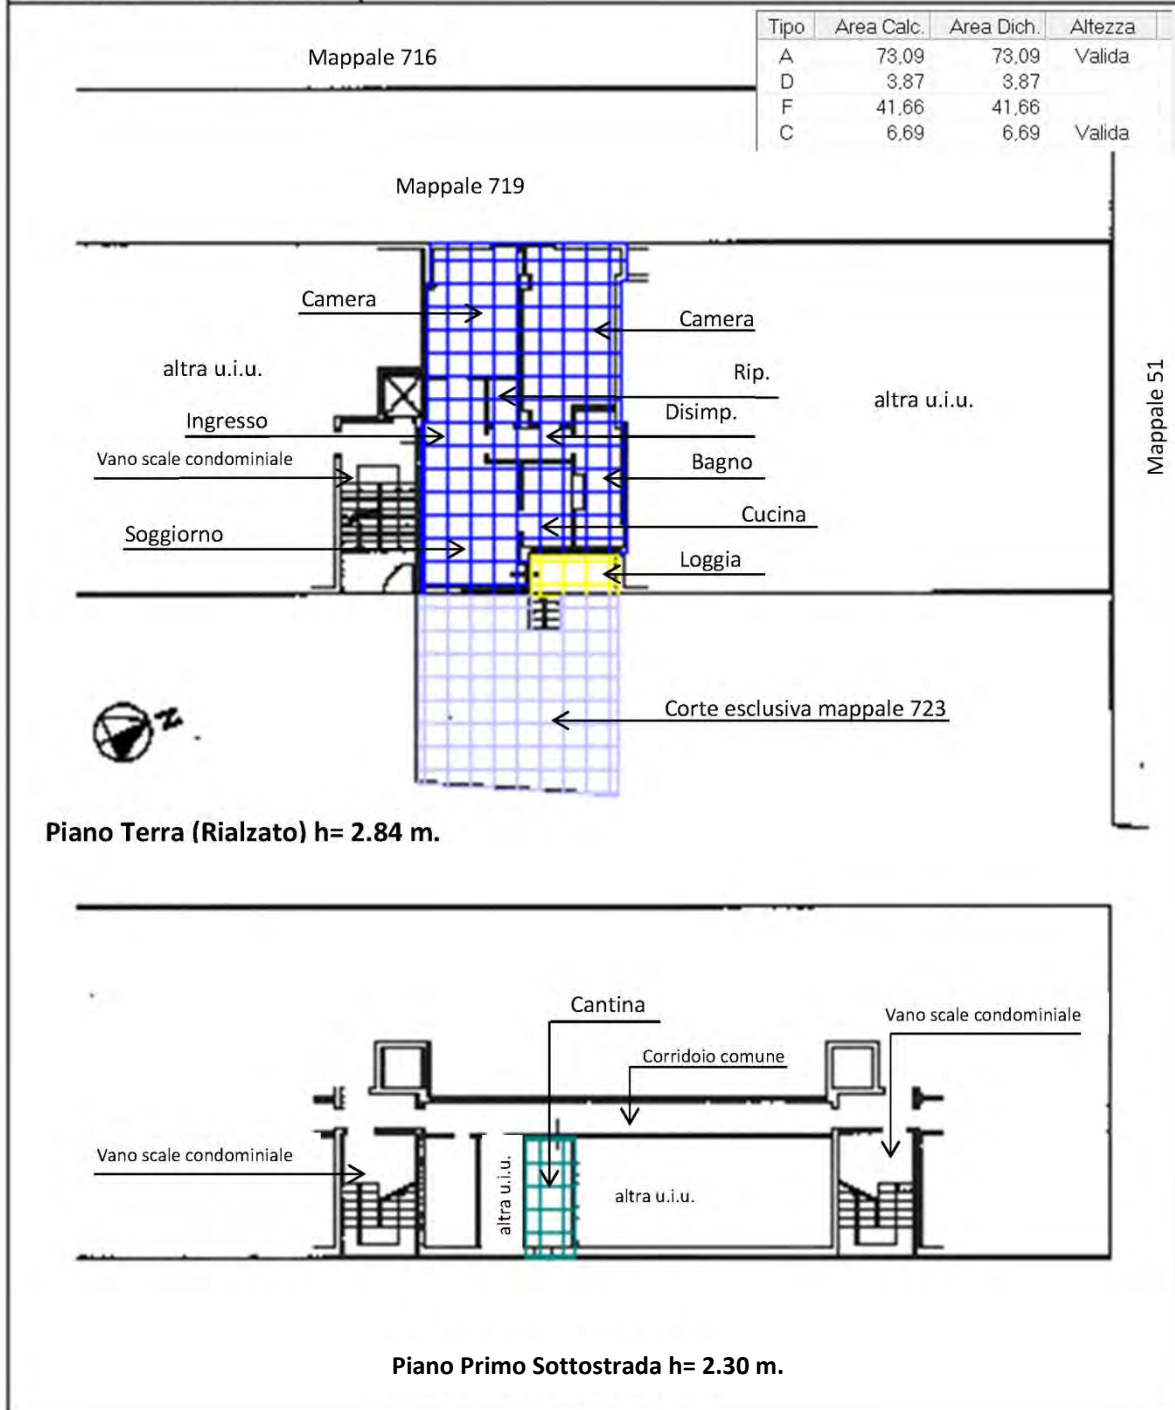 Tipo Area Calc. Area Dich. Altezza
A 73,09 73,09 Valida
D 3,87 3,87
F 41,66 41,66
C 6,69 6,69 Valida
Mappale 716
Mappale 719
Camera
Camera
altra u.i.u.
Rip.
altra u.i.u.
Mappale 51
Ingresso
Disimp.
Vano scale condominiale
Bagno
Cucina
Soggiorno
Loggia
Corte esclusiva mappale 723
N
Piano Terra (Rialzato) h= 2.84 m.
Cantina
Vano scale condominiale
Corridoio comune
Vano scale condominiale
altra u.i.u.
altra u.i.u.
Piano Primo Sottostrada h= 2.30 m.